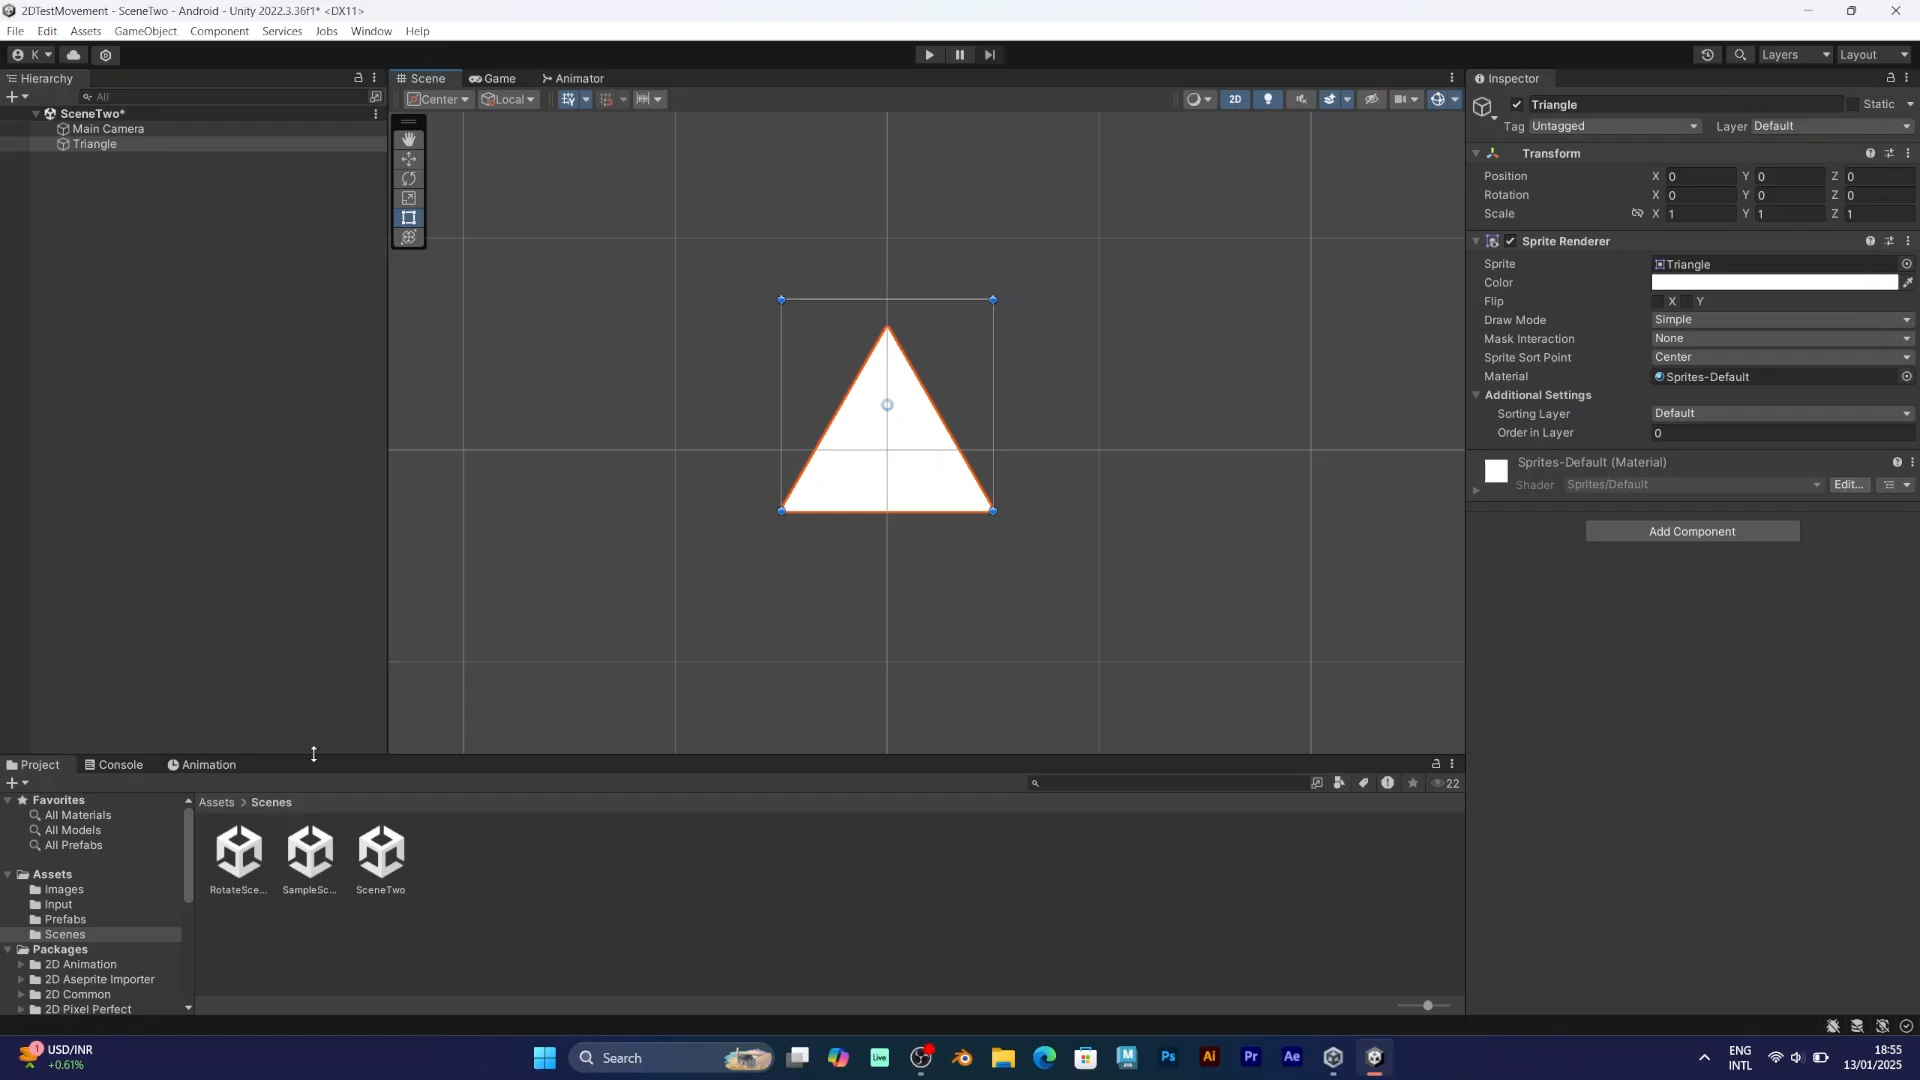 2DTestMovement - SceneTwo - Android - Unity 2022.3.36f1* <DX11>
File Edit Assets GameObject Component Services Jobs Window Help
K Layers Layout
Hierarchy
All
SceneTwo*
Main Camera
Triangle
Scene Game Animator
Center Local 2D
Inspector
Triangle Static
Tag Untagged Layer Default
Transform
Position X 0 Y 0 Z 0
Rotation X 0 Y 0 Z 0
Scale X 1 Y 1 Z 1
Sprite Renderer
Sprite Triangle
Color
Flip X Y
Draw Mode Simple
Mask Interaction None
Sprite Sort Point Center
Material Sprites-Default
Additional Settings
Sorting Layer Default
Order in Layer 0
Sprites-Default (Material)
Shader Sprites/Default Edit...
Add Component
Project Console Animation
22
Favorites
All Materials
All Models
All Prefabs
Assets
Images
Input
Prefabs
Scenes
Packages
2D Animation
2D Aseprite Importer
2D Common
2D Pixel Perfect
Assets > Scenes
RotateSce... SampleSc... SceneTwo
1
USD/INR
+0.61%
Search
Live
M
Ps
Ai
Pr
Ae
ENG
INTL
18:55
13/01/2025